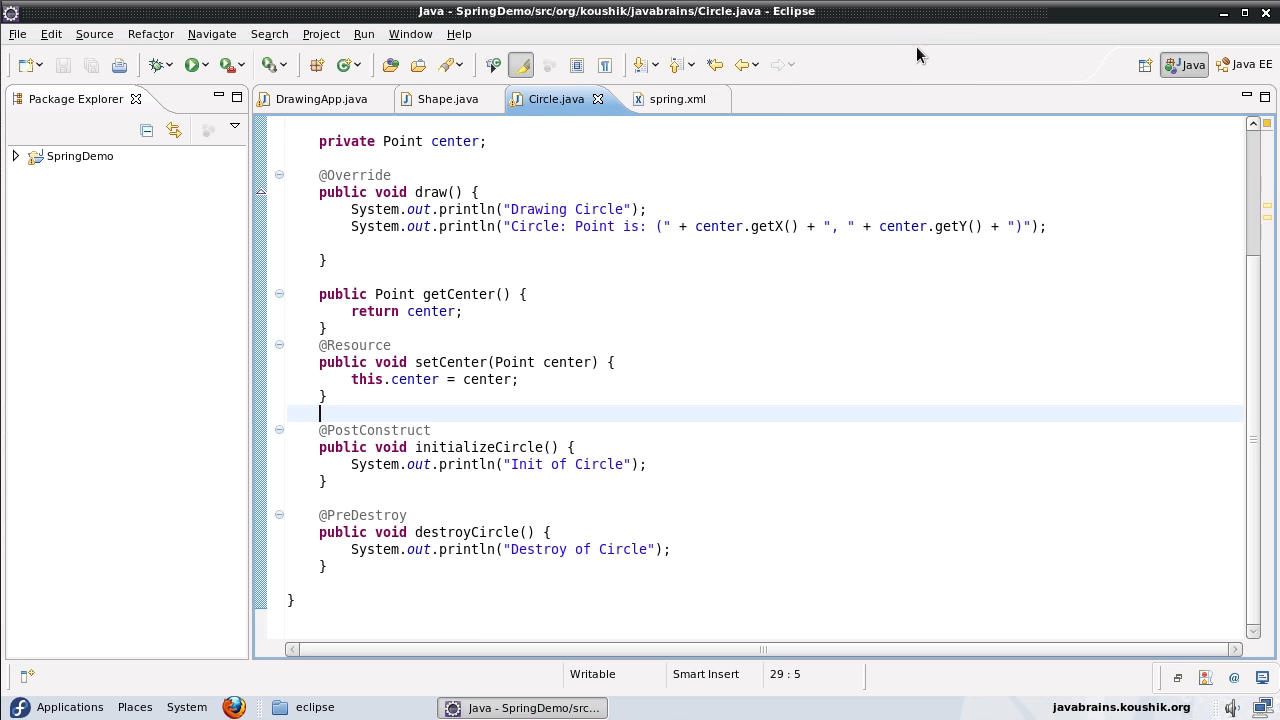 Java - SpringDemo/src/org/koushik/javabrains/Circle.java - Eclipse
File Edit Source Refactor Navigate Search Project Run Window Help
Java Java EE
Package Explorer
DrawingApp.java Shape.java Circle.java spring.xml
SpringDemo
private Point center;
@Override
public void draw() {
System.out.println("Drawing Circle");
System.out.println("Circle: Point is: (" + center.getX() + ", " + center.getY() + ")");
}
public Point getCenter() {
return center;
}
@Resource
public void setCenter(Point center) {
this.center = center;
}
@PostConstruct
public void initializeCircle() {
System.out.println("Init of Circle");
}
@PreDestroy
public void destroyCircle() {
System.out.println("Destroy of Circle");
}
}
Writable Smart Insert 29 : 5
Applications Places System eclipse Java - SpringDemo/src... javabrains.koushik.org